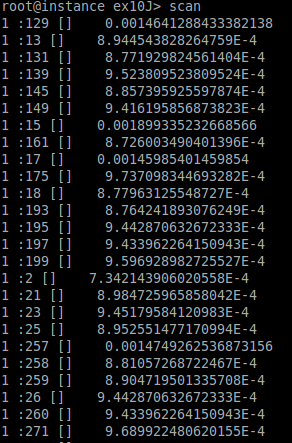 root@instance ex10J> scan
1 :129 []    0.0014641288433382138
1 :13 []    8.944543828264759E-4
1 :131 []    8.771929824561404E-4
1 :139 []    9.523809523809524E-4
1 :145 []    8.857395925597874E-4
1 :149 []    9.416195856873823E-4
1 :15 []    0.001899335232668566
1 :161 []    8.726003490401396E-4
1 :17 []    0.00145985401459854
1 :175 []    9.737098344693282E-4
1 :18 []    8.77963125548727E-4
1 :193 []    8.764241893076249E-4
1 :195 []    9.442870632672333E-4
1 :197 []    9.433962264150943E-4
1 :199 []    9.596928982725527E-4
1 :2 []    7.342143906020558E-4
1 :21 []    8.984725965858042E-4
1 :23 []    9.45179584120983E-4
1 :25 []    8.952551477170994E-4
1 :257 []    0.0014749262536873156
1 :258 []    8.81057268722467E-4
1 :259 []    8.904719501335708E-4
1 :26 []    9.442870632672333E-4
1 :260 []    9.433962264150943E-4
1 :271 []    9.689922480620155E-4